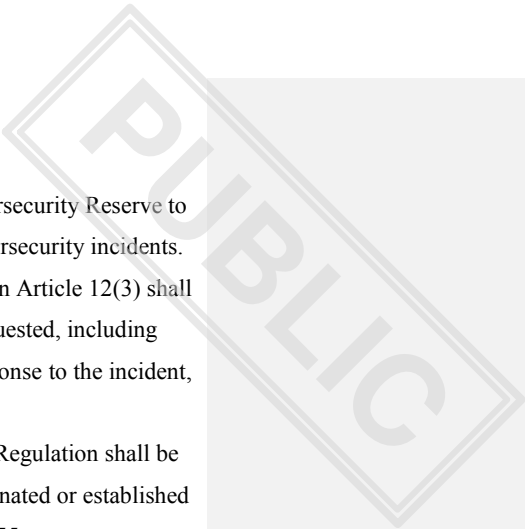 rsecurity Reserve to
rsecurity incidents.
n Article 12(3) shall
uested, including
onse to the incident,
Regulation shall be
nated or established
PUBLIC